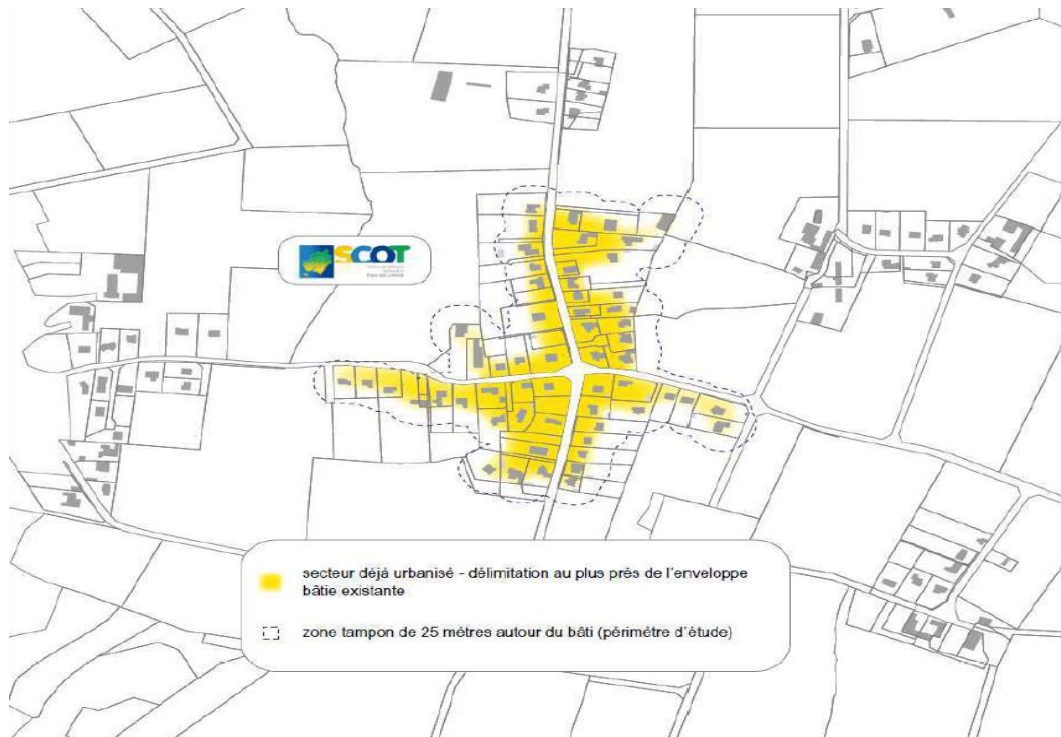 SCOT
secteur déjà urbanisé - délimitation au plus près de l'enveloppe
bâtie existante
zone tampon de 25 mètres autour du bâti (périmètre d'étude)